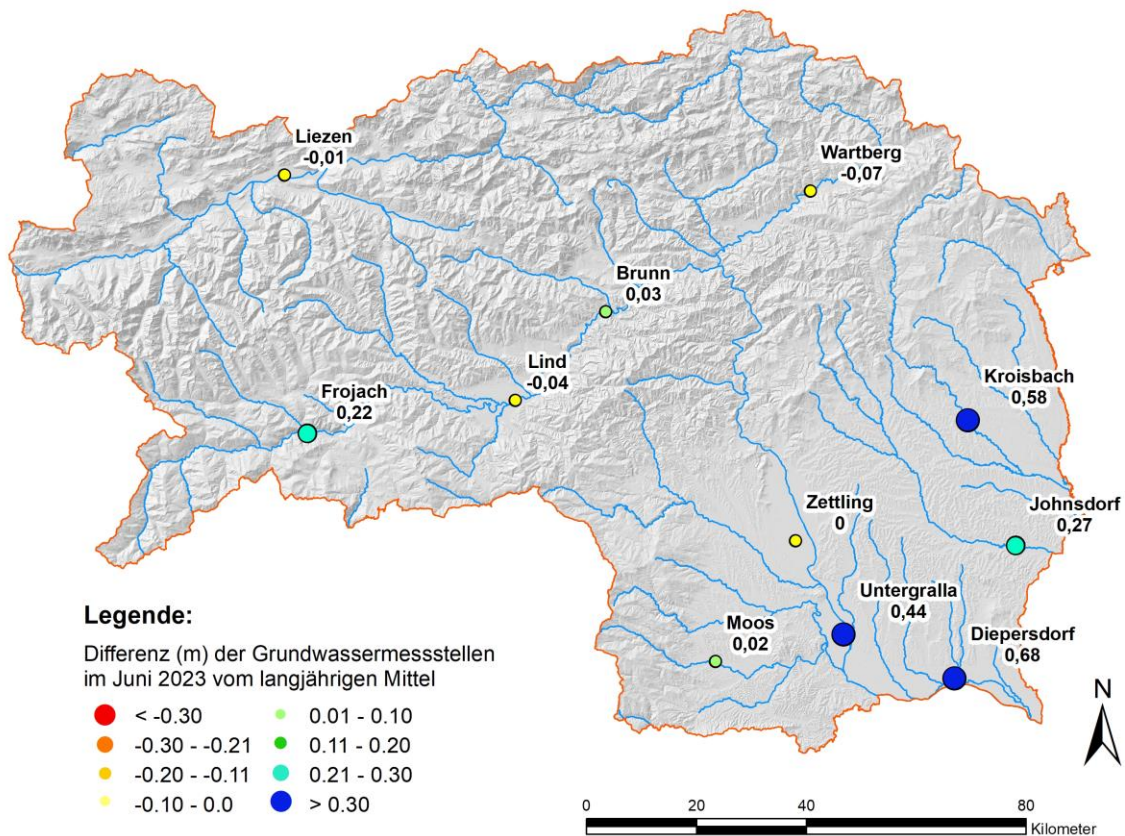 Liezen
-0,01
Wartberg
-0,07
Brunn
0,03
Lind
-0,04
Frojach
0,22
Kroisbach
0,58
Johnsdorf
0,27
Zettling
0
Untergralla
0,44
Moos
0,02
Diepersdorf
0,68
Legende:
Differenz (m) der Grundwassermessstellen
im Juni 2023 vom langjährigen Mittel
< -0.30
-0.30 - -0.21
-0.20 - -0.11
-0.10 - 0.0
0.01 - 0.10
0.11 - 0.20
0.21 - 0.30
> 0.30
N
0 20 40 80
Kilometer